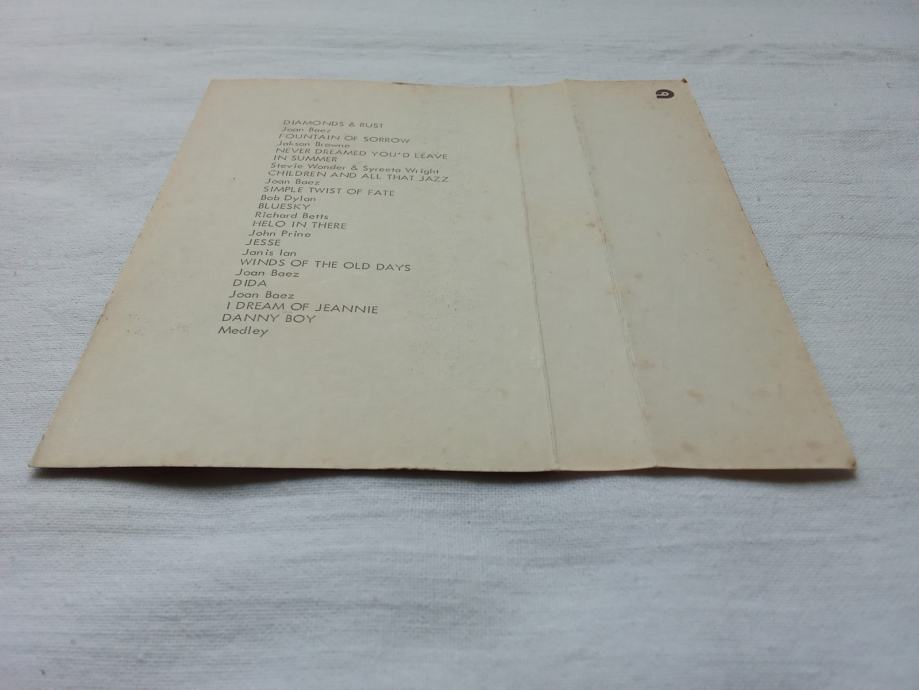 DIAMONDS & RUST
Joan Baez
FOUNTAIN OF SORROW
Jakson Browne
NEVER DREAMED YOU'D LEAVE
IN SUMMER
Stevie Wonder & Syreeta Wright
CHILDREN AND ALL THAT JAZZ
Joan Baez
SIMPLE TWIST OF FATE
Bob Dylan
BLUESKY
Richard Betts
HELO IN THERE
John Prine
JESSE
Janis Ian
WINDS OF THE OLD DAYS
Joan Baez
DIDA
Joan Baez
I DREAM OF JEANNIE
DANNY BOY
Medley